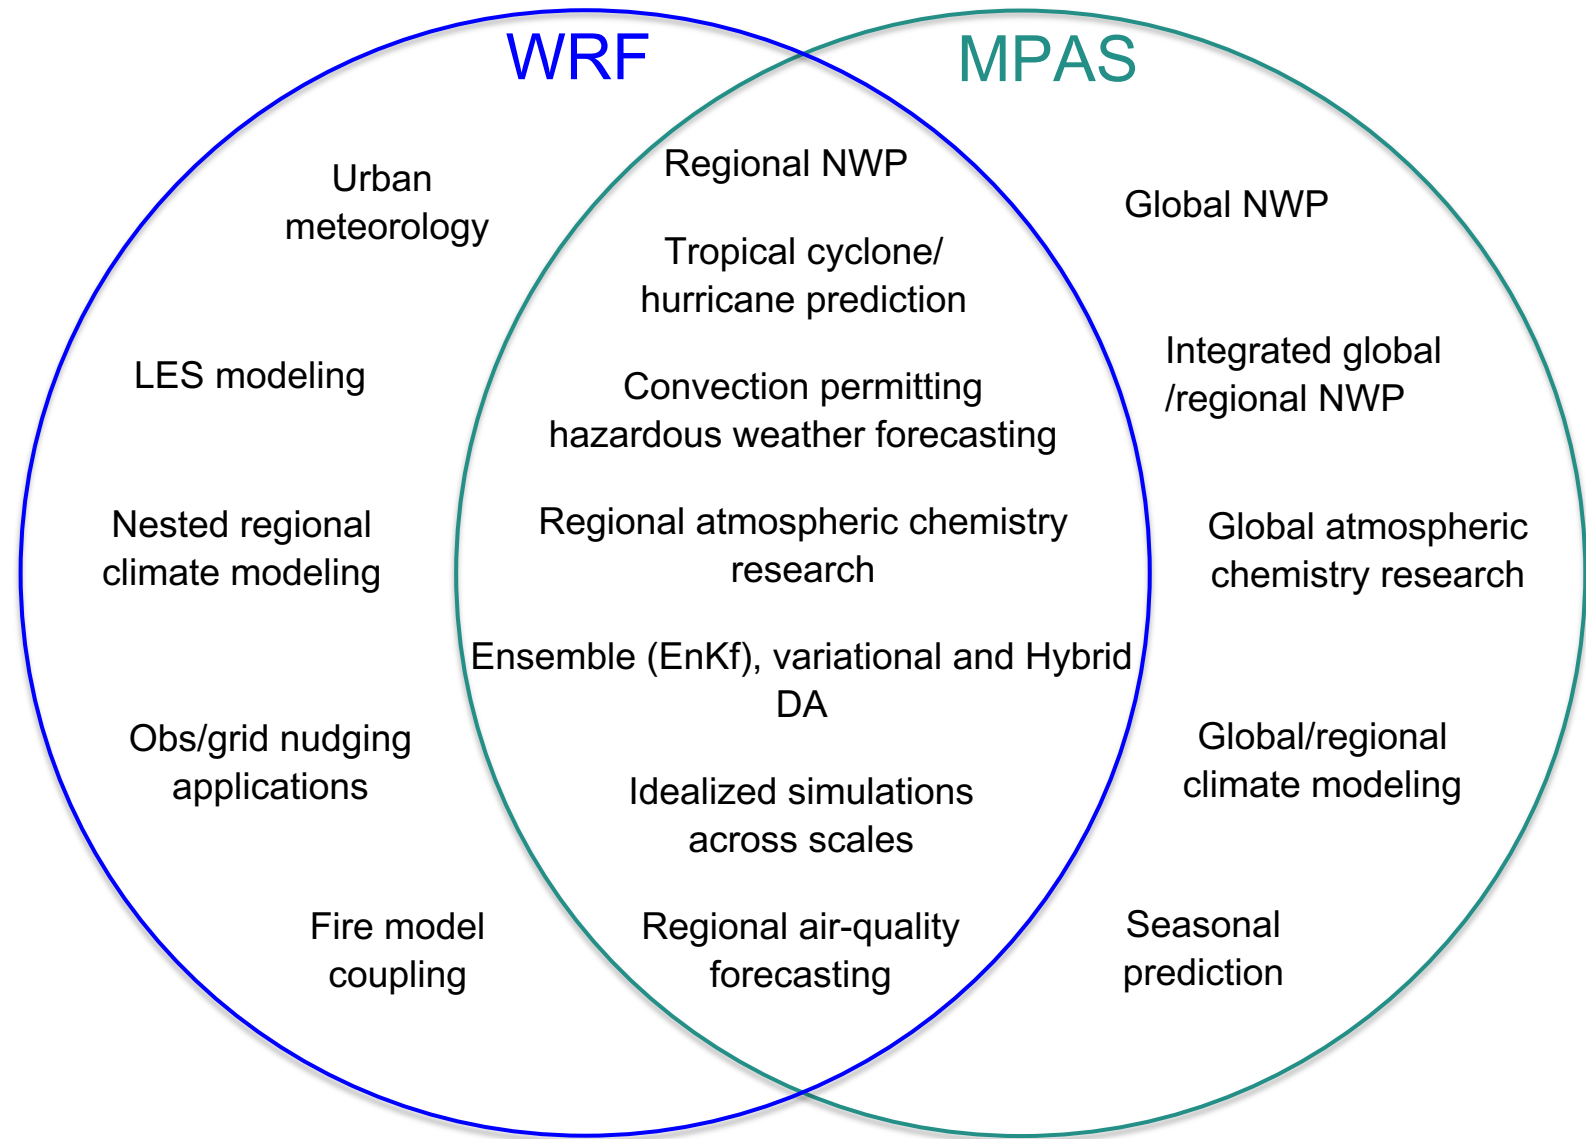 WRF
MPAS
Urban
meteorology
LES modeling
Nested regional
climate modeling
Obs/grid nudging
applications
Fire model
coupling
Regional NWP
Tropical cyclone/
hurricane prediction
Convection permitting
hazardous weather forecasting
Regional atmospheric chemistry
research
Ensemble (EnKf), variational and Hybrid
DA
Idealized simulations
across scales
Regional air-quality
forecasting
Global NWP
Integrated global
/regional NWP
Global atmospheric
chemistry research
Global/regional
climate modeling
Seasonal
prediction